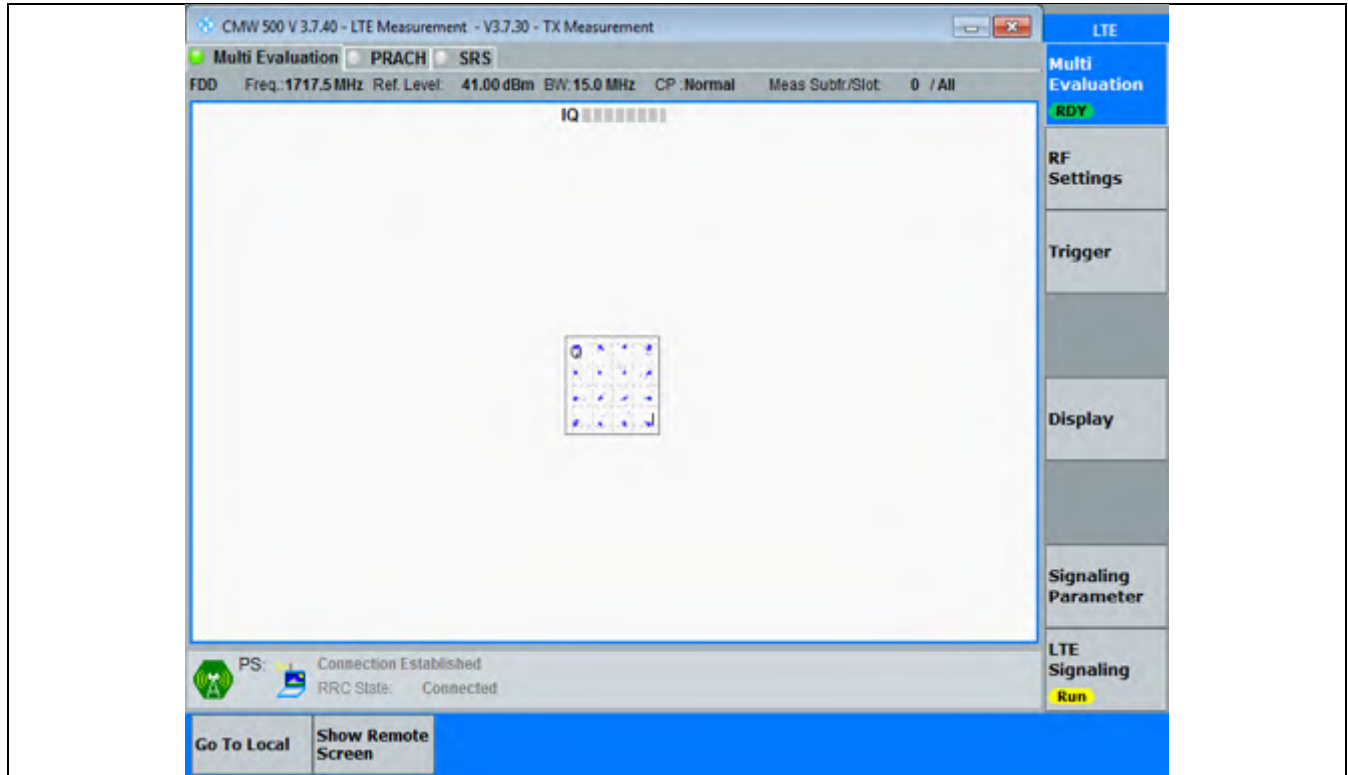 CMW 500 V 3.7.40 - LTE Measurement - V3.7.30 - TX Measurement
LTE
Multi Evaluation PRACH SRS
FDD Freq.:1717.5 MHz Ref. Level: 41.00 dBm BW:15.0 MHz CP :Normal Meas Subfr./Slot: 0 / All
IQ
Q
I
Multi
Evaluation
RDY
RF
Settings
Trigger
Display
Signaling
Parameter
LTE
Signaling
Run
PS:
Connection Established
RRC State: Connected
Go To Local
Show Remote
Screen